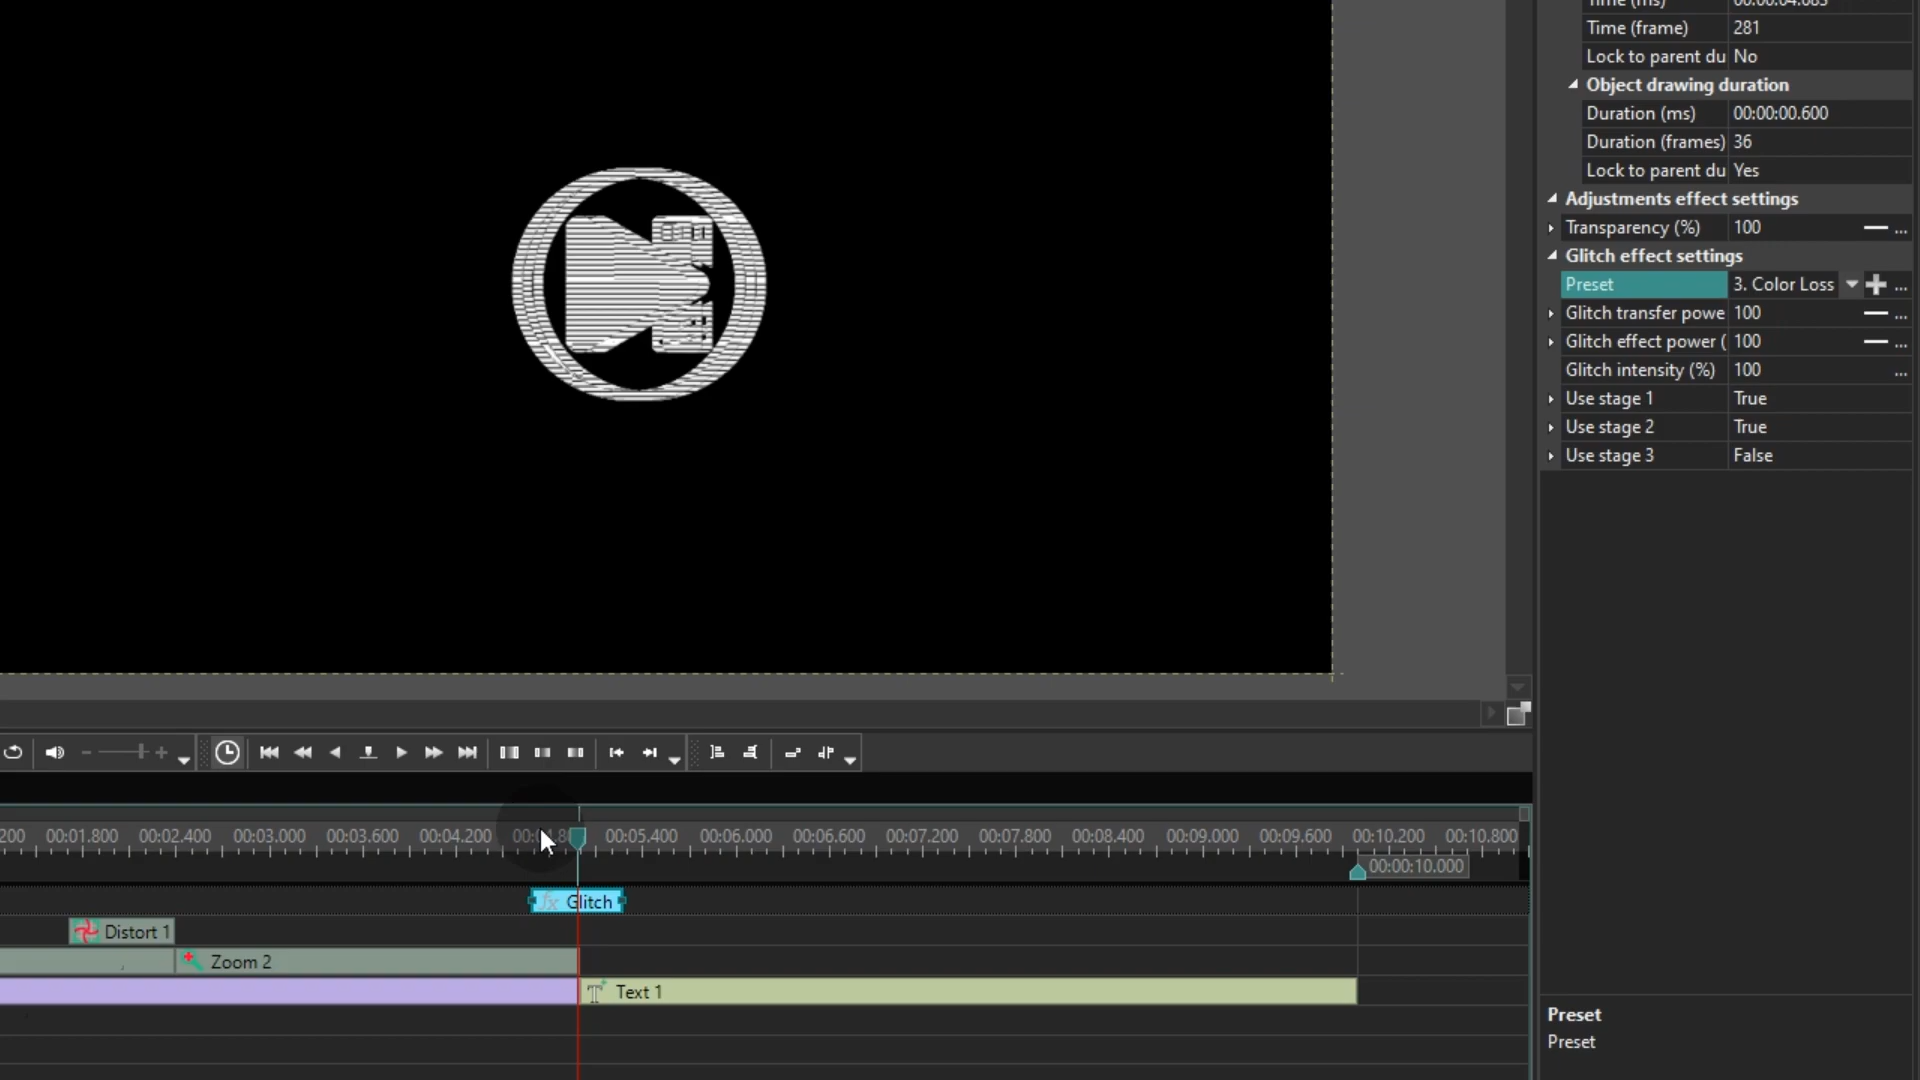 Time (ms) 00:00:04.683
Time (frame) 281
Lock to parent du No
Object drawing duration
Duration (ms) 00:00:00.600
Duration (frames) 36
Lock to parent du Yes
Adjustments effect settings
Transparency (%) 100 ...
Glitch effect settings
Preset 3. Color Loss ...
Glitch transfer powe 100 ...
Glitch effect power ( 100 ...
Glitch intensity (%) 100 ...
Use stage 1 True
Use stage 2 True
Use stage 3 False
200 00:01.800 00:02.400 00:03.000 00:03.600 00:04.200 00:05.400 00:06.000 00:06.600 00:07.200 00:07.800 00:08.400 00:09.000 00:09.600 00:10.200 00:10.800
00:00:10.000
fx Glitch
Distort 1
Zoom 2
T Text 1
Preset
Preset